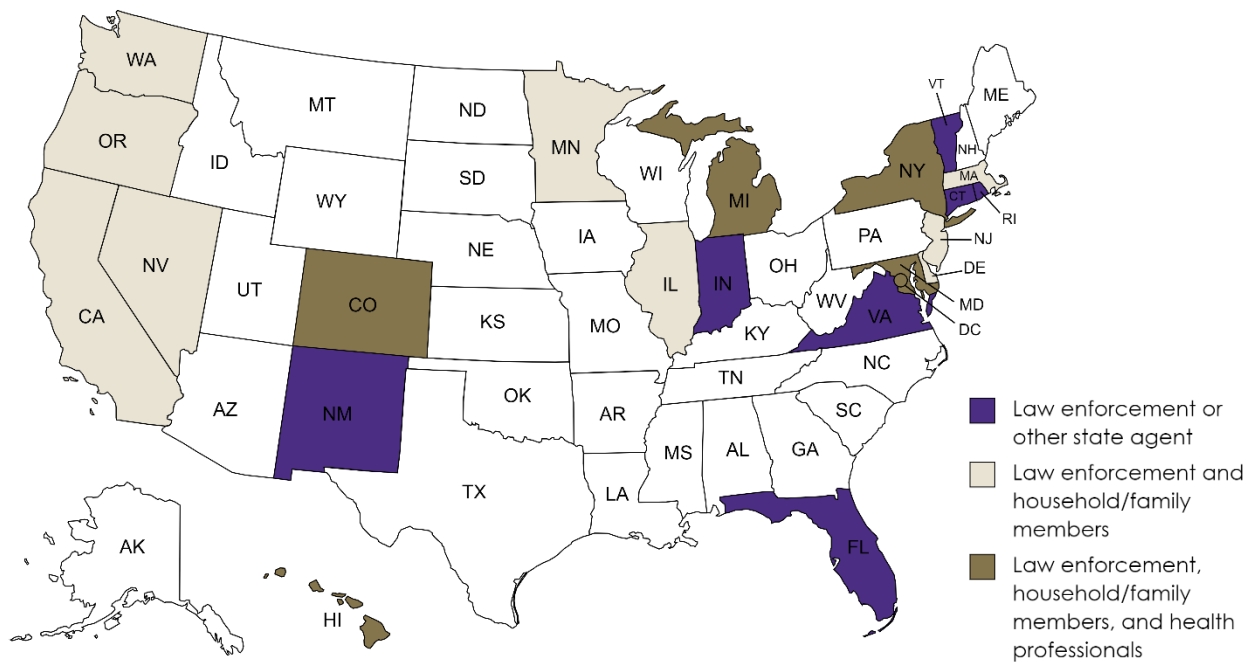 WA
MT
ND
MN
VT
ME
OR
ID
SD
WI
MI
NY
NH
MA
CT
RI
WY
IA
PA
NJ
NE
NV
UT
CO
IL
IN
OH
DE
MD
DC
CA
KS
MO
WV
VA
KY
NC
TN
AZ
NM
OK
AR
SC
MS
AL
GA
TX
LA
FL
AK
HI
Law enforcement or
other state agent
Law enforcement and
household/family
members
Law enforcement,
household/family
members, and health
professionals